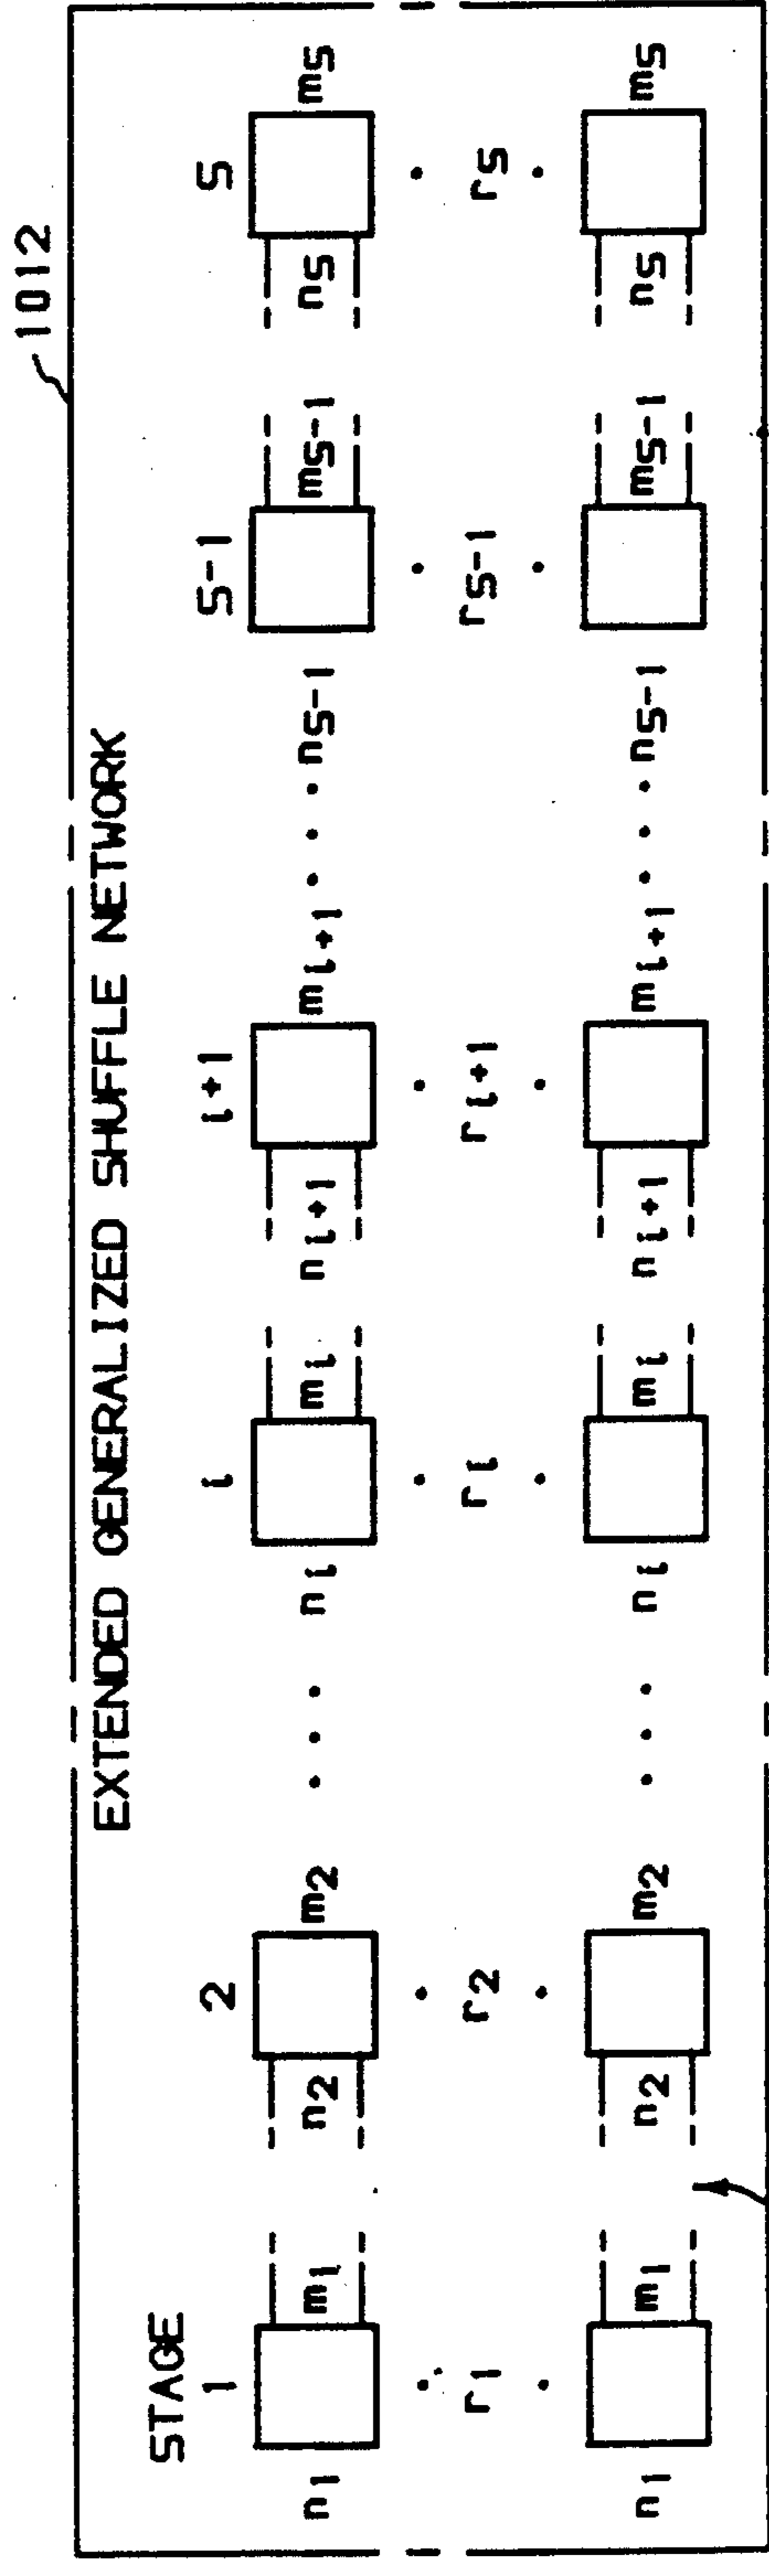 1012
EXTENDED GENERALIZED SHUFFLE NETWORK
STAGE
1 2 i i+1 S-1 S
n1 m1 n2 m2 . . . ni mi ni+1 mi+1 . . . nS-1 mS-1 nS mS
r1 r2 ri ri+1 rS-1 rS
n1 m1 n2 m2 . . . ni mi ni+1 mi+1 . . . nS-1 mS-1 nS mS